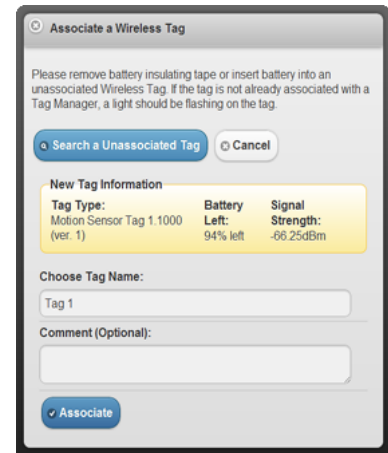 Associate a Wireless Tag
Please remove battery insulating tape or insert battery into an
unassociated Wireless Tag. If the tag is not already associated with a
Tag Manager, a light should be flashing on the tag.
Search a Unassociated Tag Cancel
New Tag Information
Tag Type: Battery Signal
Motion Sensor Tag 1.1000 Left: Strength:
(ver. 1) 94% left -66.25dBm
Choose Tag Name:
Tag 1
Comment (Optional):
Associate